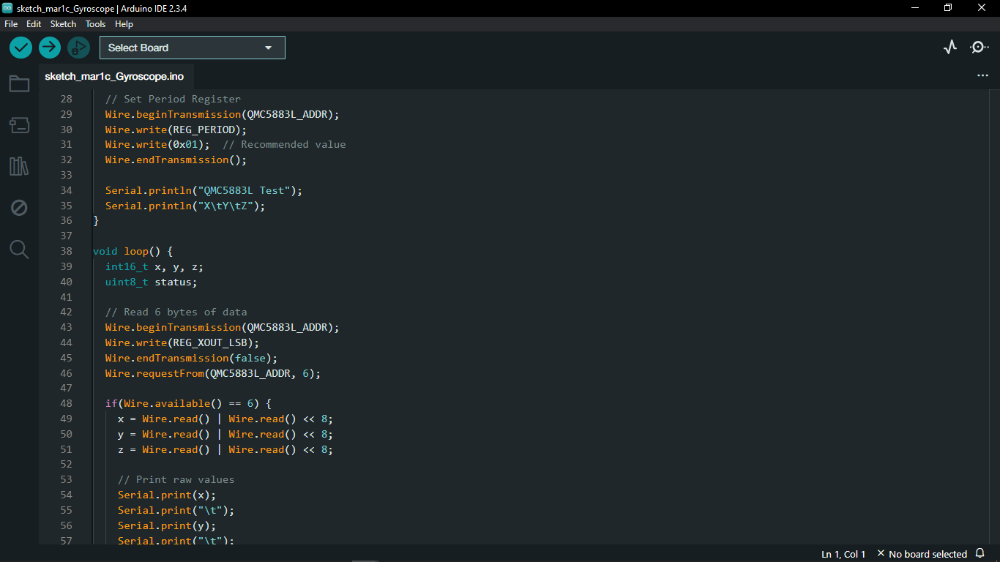 sketch_mar1c_Gyroscope | Arduino IDE 2.3.4
File Edit Sketch Tools Help
Select Board
sketch_mar1c_Gyroscope.ino
28 // Set Period Register
29 Wire.beginTransmission(QMC5883L_ADDR);
30 Wire.write(REG_PERIOD);
31 Wire.write(0x01); // Recommended value
32 Wire.endTransmission();
33
34 Serial.println("QMC5883L Test");
35 Serial.println("X\tY\tZ");
36 }
37
38 void loop() {
39 int16_t x, y, z;
40 uint8_t status;
41
42 // Read 6 bytes of data
43 Wire.beginTransmission(QMC5883L_ADDR);
44 Wire.write(REG_XOUT_LSB);
45 Wire.endTransmission(false);
46 Wire.requestFrom(QMC5883L_ADDR, 6);
47
48 if(Wire.available() == 6) {
49 x = Wire.read() | Wire.read() << 8;
50 y = Wire.read() | Wire.read() << 8;
51 z = Wire.read() | Wire.read() << 8;
52
53 // Print raw values
54 Serial.print(x);
55 Serial.print("\t");
56 Serial.print(y);
57 Serial.print("\t");
Ln 1, Col 1 × No board selected